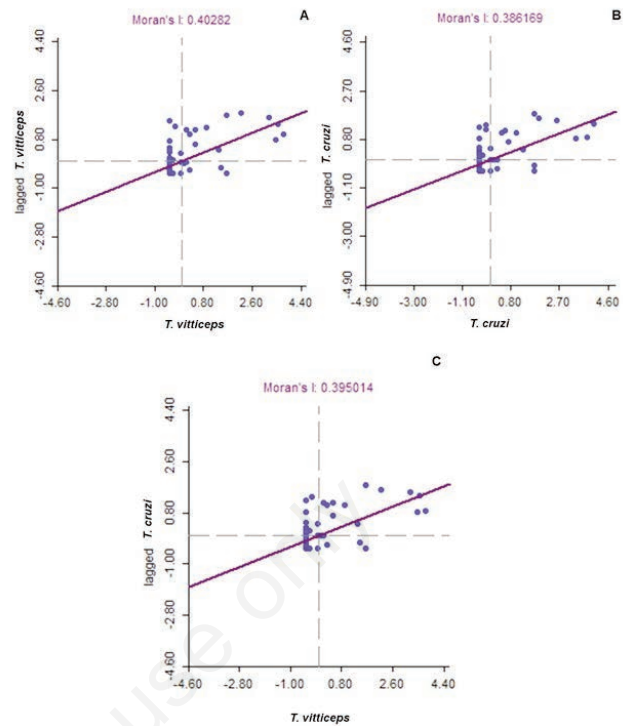 A
Moran's I: 0.40282
4.40
2.60
0.80
-1.00
-2.80
-4.60
lagged T. vitticeps
-4.60 -2.80 -1.00 0.80 2.60 4.40
T. vitticeps
B
Moran's I: 0.386169
4.60
2.70
0.80
-1.10
-3.00
-4.90
lagged T. cruzi
-4.90 -3.00 -1.10 0.80 2.70 4.60
T. cruzi
C
Moran's I: 0.395014
4.40
2.60
0.80
-1.00
-2.80
-4.60
lagged T. cruzi
-4.60 -2.80 -1.00 0.80 2.60 4.40
T. vitticeps
use only